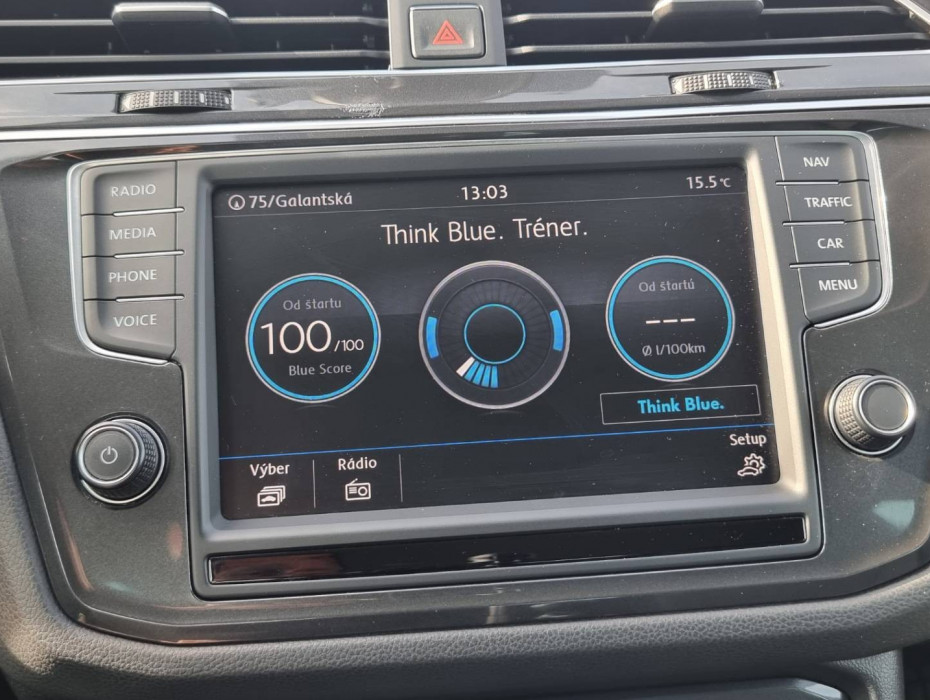 RADIO
MEDIA
PHONE
VOICE
75/Galantská
13:03
15.5°C
Think Blue. Tréner.
Od štartu
100/100
Blue Score
Od štartú
---
Ø l/100km
Think Blue.
Výber
Rádio
Setup
NAV
TRAFFIC
CAR
MENU